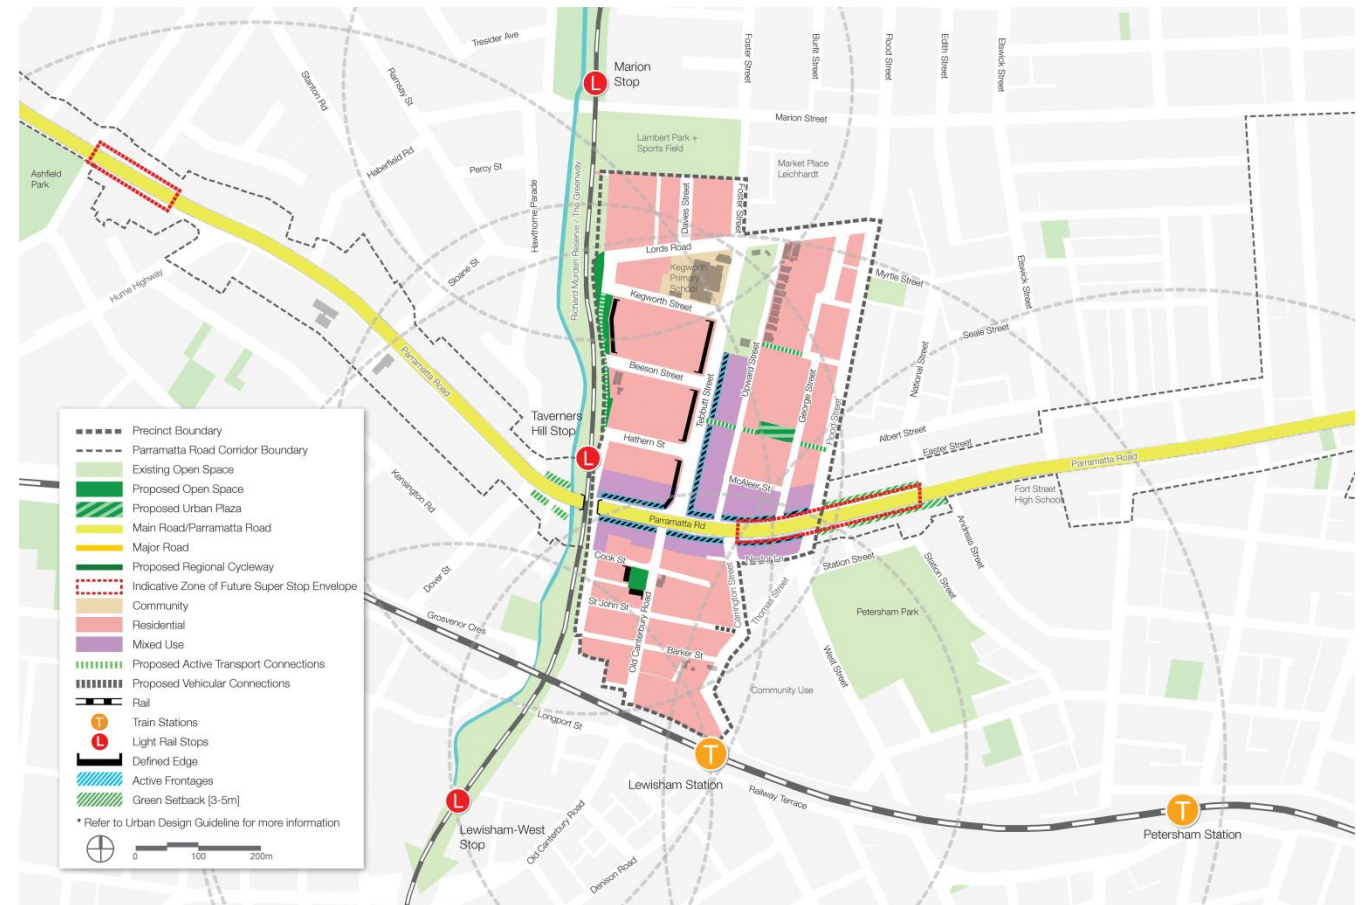 Tresider Ave
Stanton Rd
Ramsay St
Haberfield Rd
Percy St
Hawthorne Parade
Sloane St
Hume Highway
Ashfield
Park
Parramatta Road
Kensington Rd
Dover St
Grosvenor Cres
Longport St
L
Marion
Stop
Foster Street
Burfit Street
Flood Street
Edith Street
Elswick Street
Marion Street
Lambert Park +
Sports Field
Market Place
Leichhardt
Richard Murden Reserve / The Greenway
Davies Street
Foster Street
Lords Road
Kegworth
Primary
School
Kegworth Street
Beeson Street
Tebbutt Street
Upward Street
George Street
Flood Street
Myrtle Street
Elswick Street
Seale Street
National Street
Albert Street
Easter Street
Taverners
Hill Stop
L
Hathern St
McAleer St
Parramatta Rd
Parramatta Road
Fort Street
High School
Andreas Street
Station Street
Station Street
Cook St
St John St
Old Canterbury Road
Barker St
Carrington Street
Thomas Street
West Street
Petersham Park
Community Use
T
Lewisham Station
Railway Terrace
T
Petersham Station
L
Lewisham-West
Stop
Old Canterbury Road
Denison Road
Precinct Boundary
Parramatta Road Corridor Boundary
Existing Open Space
Proposed Open Space
Proposed Urban Plaza
Main Road/Parramatta Road
Major Road
Proposed Regional Cycleway
Indicative Zone of Future Super Stop Envelope
Community
Residential
Mixed Use
Proposed Active Transport Connections
Proposed Vehicular Connections
Rail
T
Train Stations
L
Light Rail Stops
Defined Edge
Active Frontages
Green Setback [3-5m]
* Refer to Urban Design Guideline for more information
0 100 200m